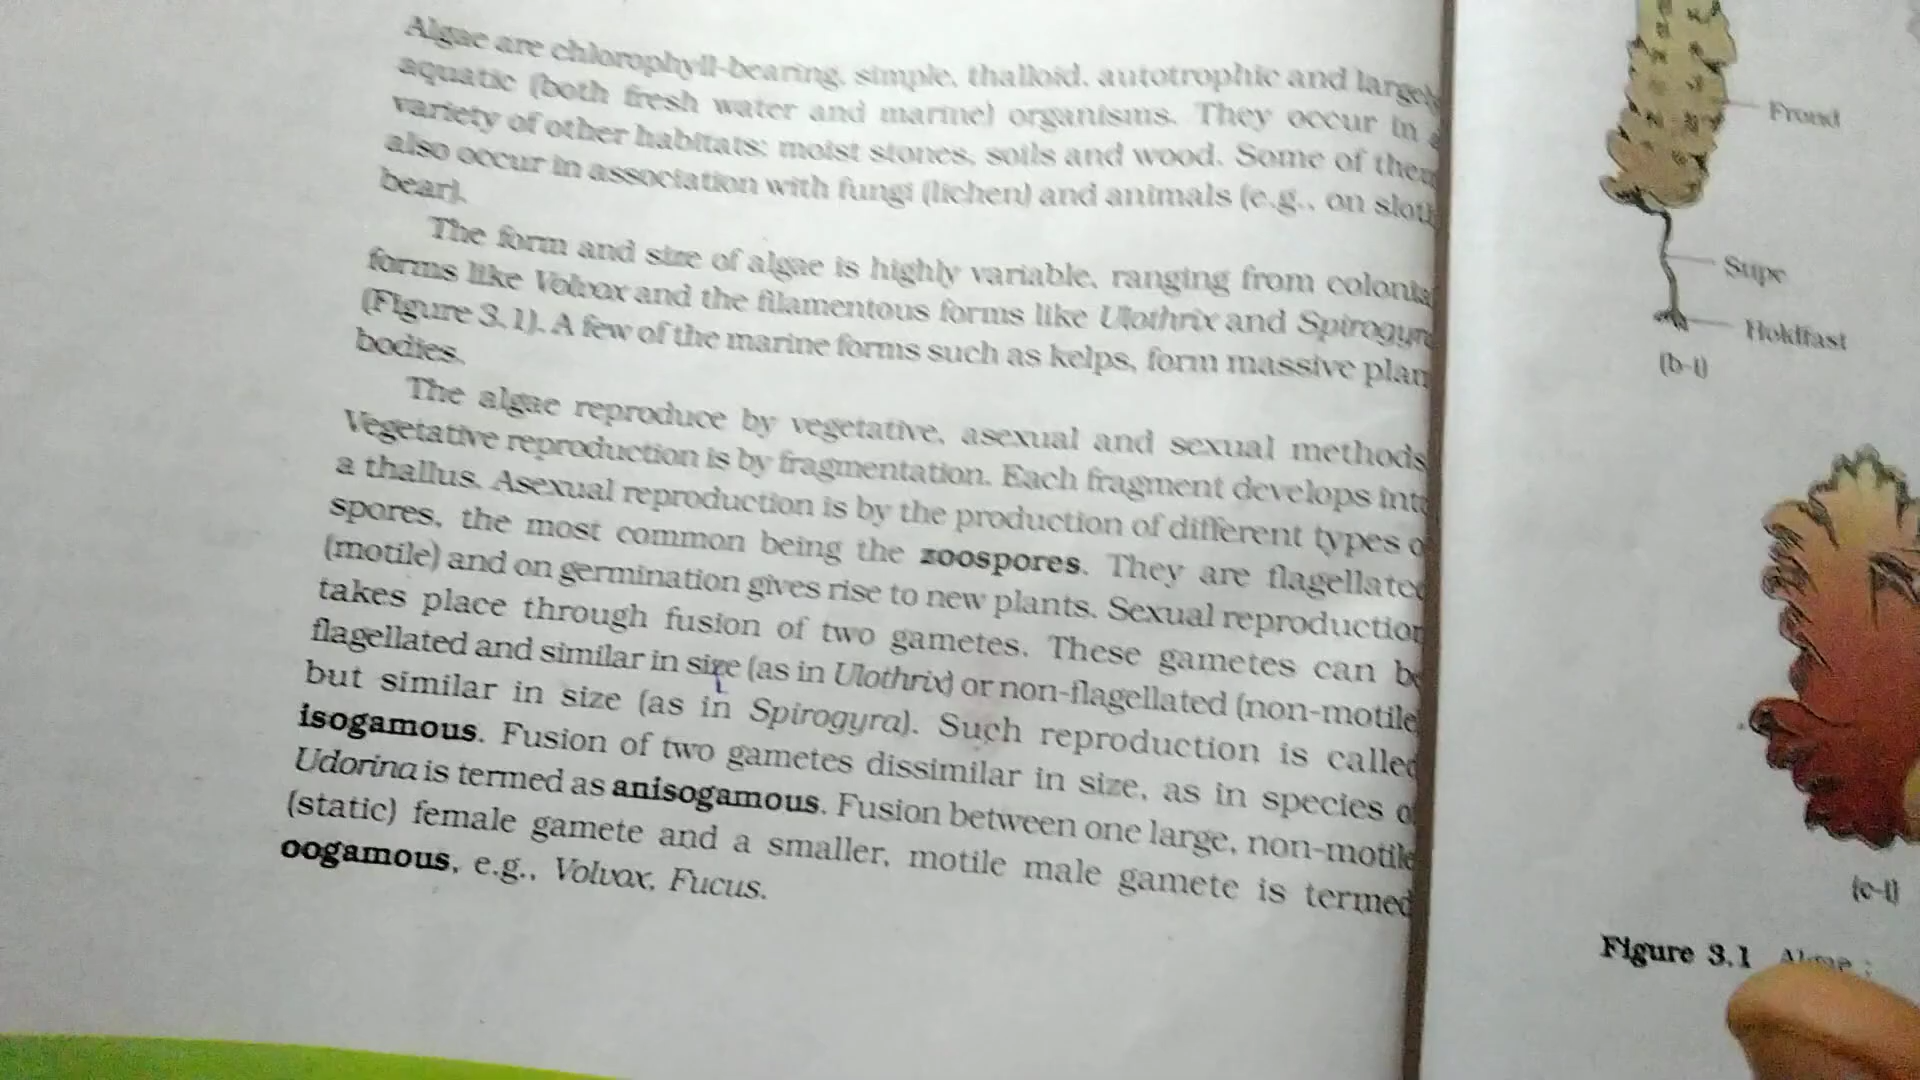 Algae are chlorophyll-bearing, simple, thalloid, autotrophic and largely
aquatic (both fresh water and marine) organisms. They occur in a
variety of other habitats: moist stones, soils and wood. Some of them
also occur in association with fungi (lichen) and animals (e.g., on sloth
bear).
The form and size of algae is highly variable, ranging from colonial
forms like Volvox and the filamentous forms like Ulothrix and Spirogyra
(Figure 3.1). A few of the marine forms such as kelps, form massive plan
bodies.
The algae reproduce by vegetative, asexual and sexual methods.
Vegetative reproduction is by fragmentation. Each fragment develops into
a thallus. Asexual reproduction is by the production of different types o
spores, the most common being the zoospores. They are flagellated
(motile) and on germination gives rise to new plants. Sexual reproduction
takes place through fusion of two gametes. These gametes can be
flagellated and similar in size (as in Ulothrix) or non-flagellated (non-motile
but similar in size (as in Spirogyra). Such reproduction is called
isogamous. Fusion of two gametes dissimilar in size, as in species o
Udorina is termed as anisogamous. Fusion between one large, non-motile
(static) female gamete and a smaller, motile male gamete is termed
oogamous, e.g., Volvox, Fucus.
Frond
Stipe
Holdfast
(b-i)
(c-i)
Figure 3.1 Algae :